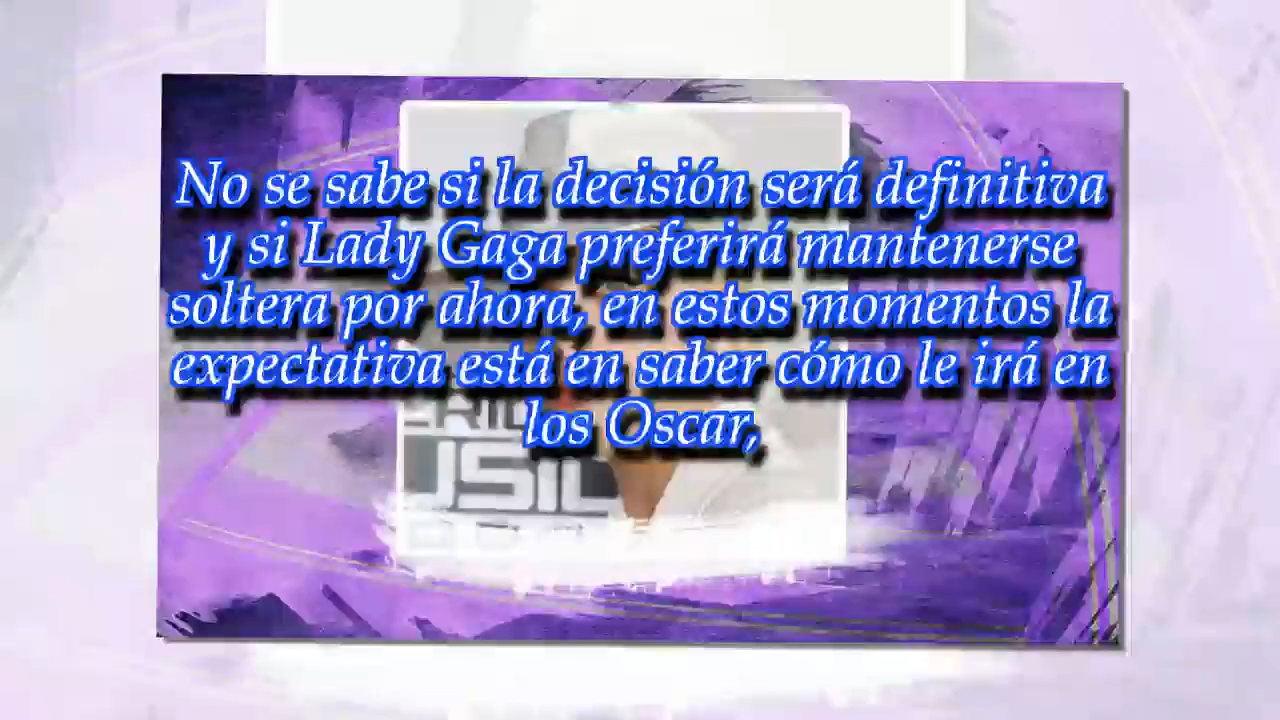 No se sabe si la decisión será definitiva
y si Lady Gaga preferirá mantenerse
soltera por ahora, en estos momentos la
expectativa está en saber cómo le irá en
los Oscar,